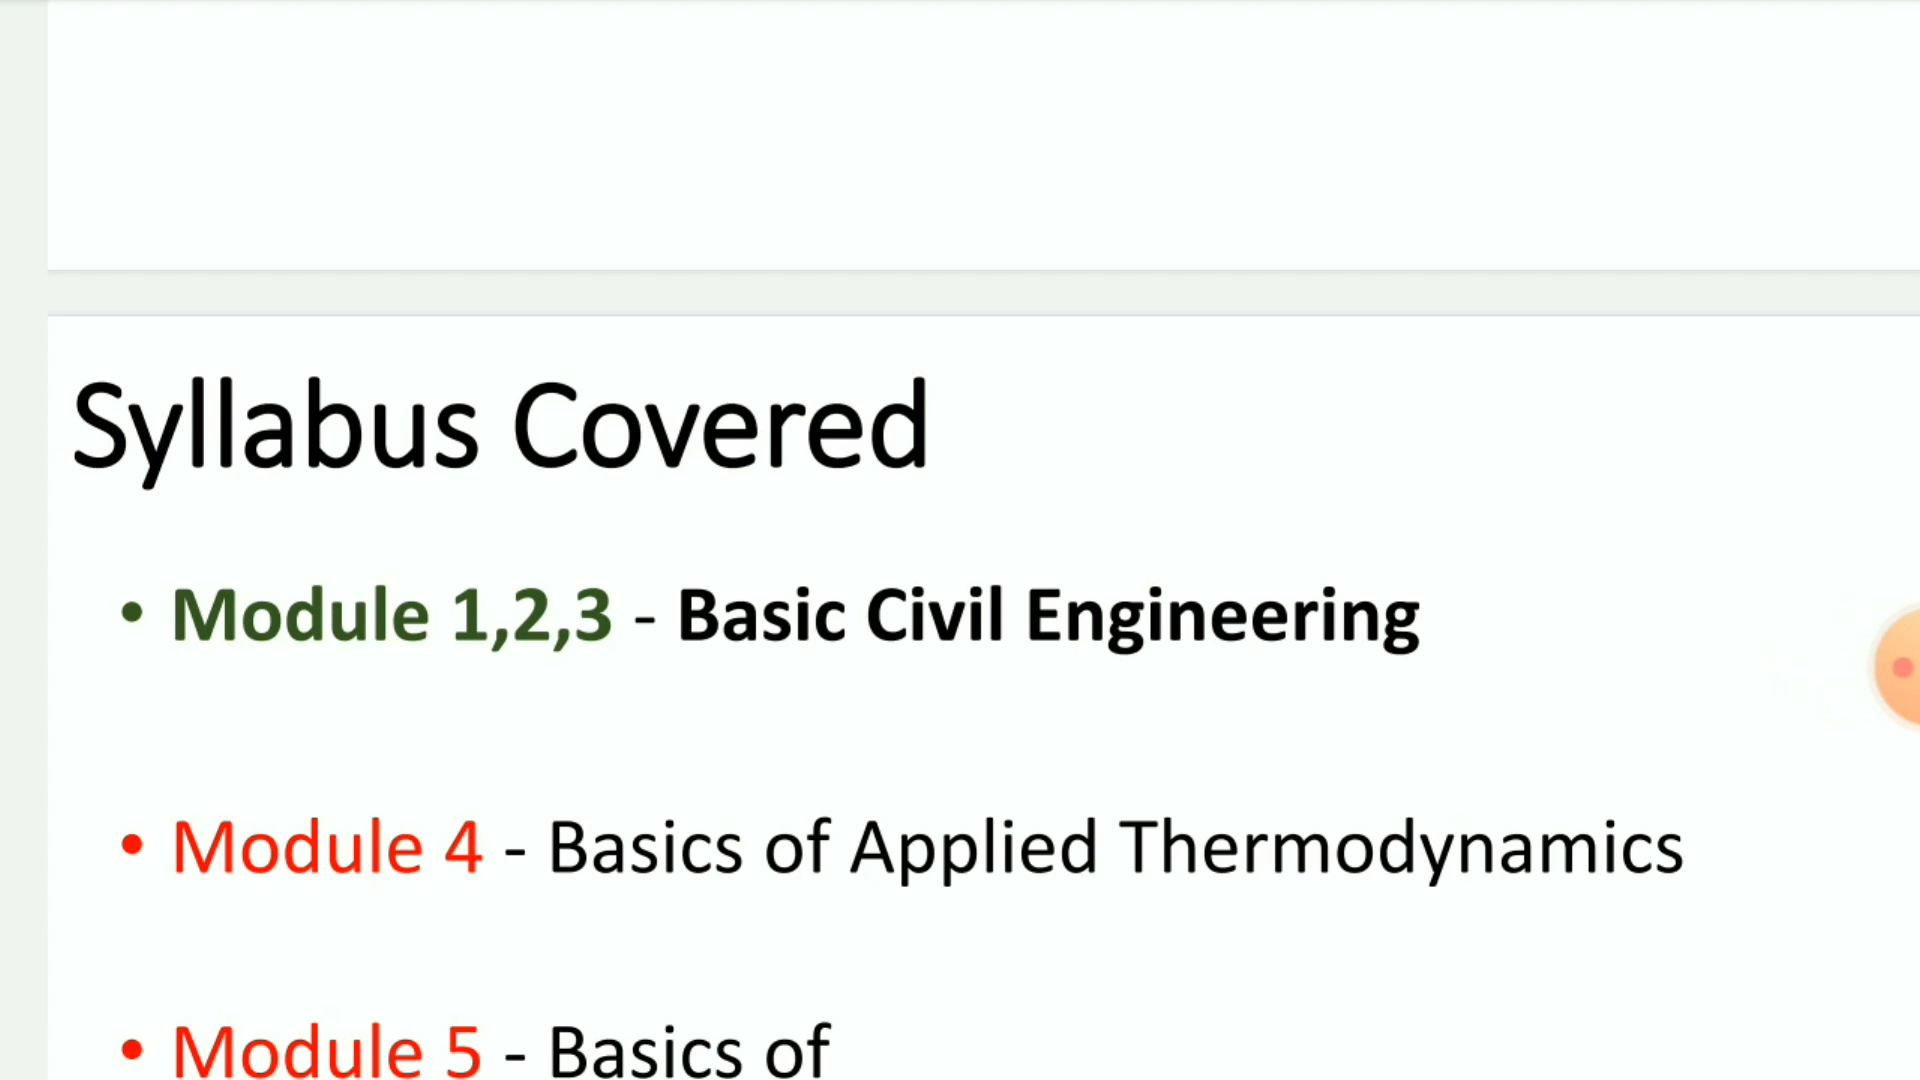 Syllabus Covered
• Module 1,2,3 - Basic Civil Engineering
• Module 4 - Basics of Applied Thermodynamics
• Module 5 - Basics of